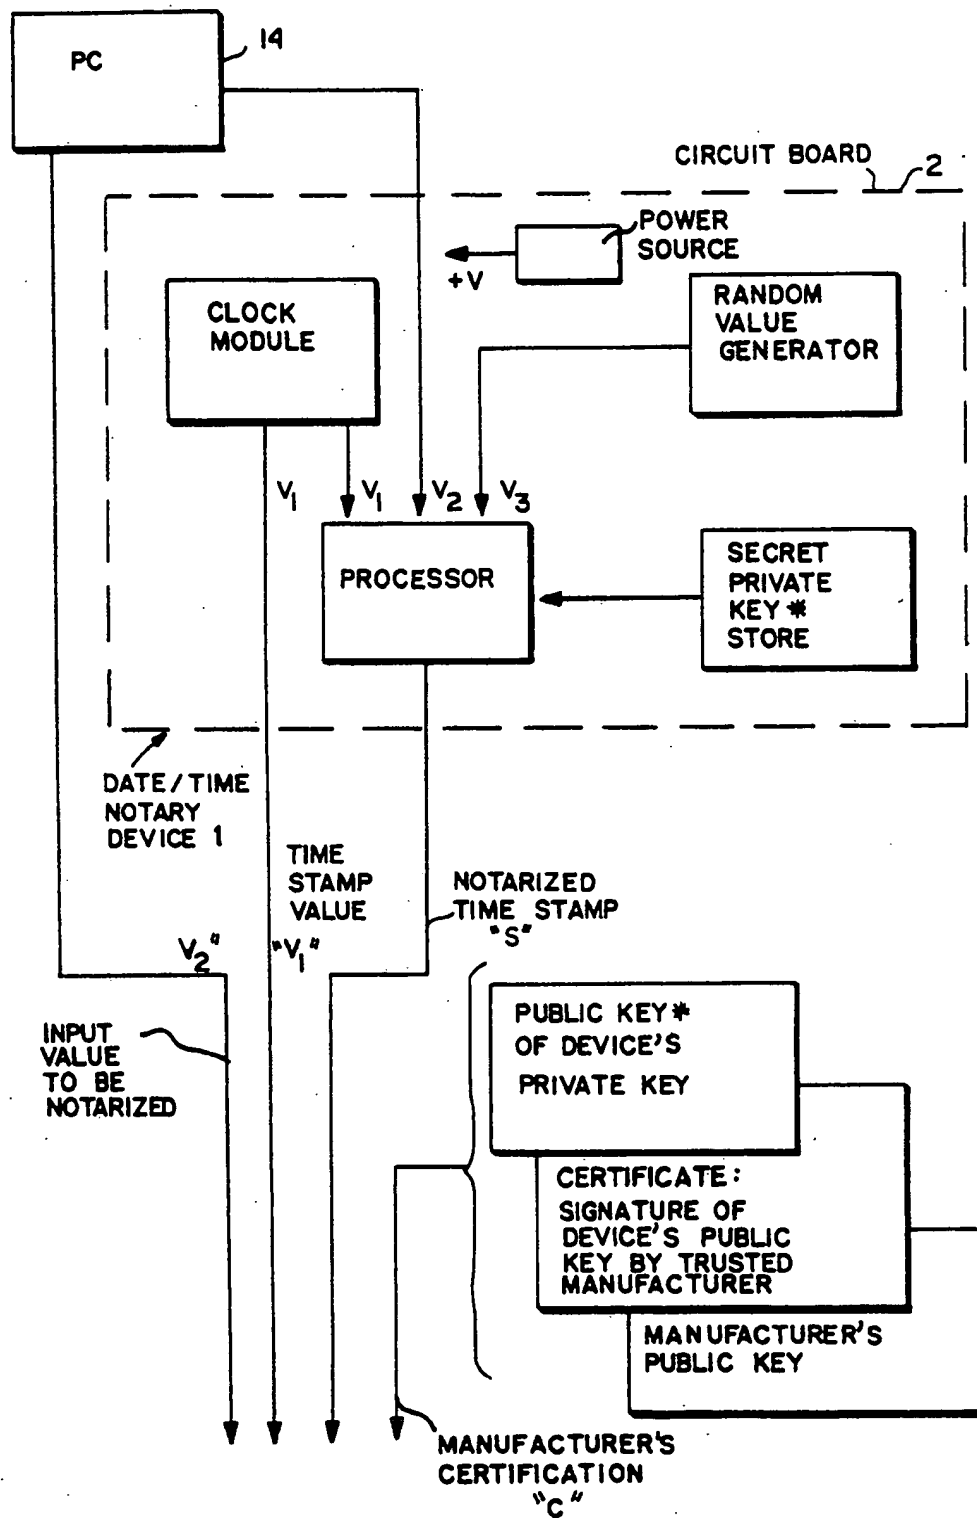 PC
14
CIRCUIT BOARD
2
POWER
SOURCE
+V
CLOCK
MODULE
RANDOM
VALUE
GENERATOR
V1
V1
V2
V3
PROCESSOR
SECRET
PRIVATE
KEY *
STORE
DATE/TIME
NOTARY
DEVICE 1
TIME
STAMP
VALUE
NOTARIZED
TIME STAMP
"S"
V2"
"V1"
INPUT
VALUE
TO BE
NOTARIZED
PUBLIC KEY *
OF DEVICE'S
PRIVATE KEY
CERTIFICATE:
SIGNATURE OF
DEVICE'S PUBLIC
KEY BY TRUSTED
MANUFACTURER
MANUFACTURER'S
PUBLIC KEY
MANUFACTURER'S
CERTIFICATION
"C"